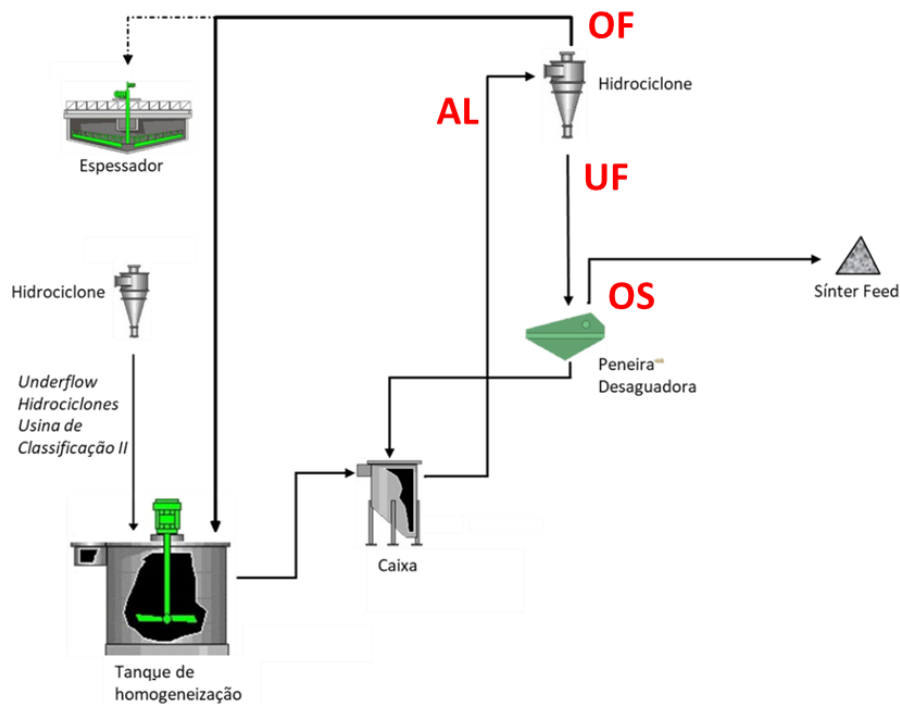 OF
Hidrociclone
AL
Espessador
UF
Hidrociclone
OS
Sínter Feed
Peneira
Desaguadora
Underflow
Hidrociclones
Usina de
Classificação II
Caixa
Tanque de
homogeneização